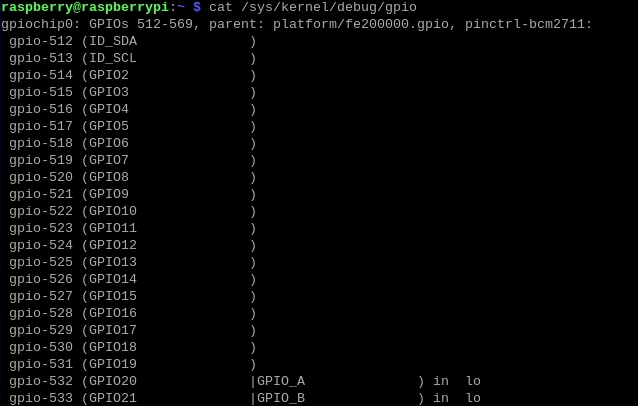 raspberry@raspberrypi:~ $ cat /sys/kernel/debug/gpio
gpiochip0: GPIOs 512-569, parent: platform/fe200000.gpio, pinctrl-bcm2711:
 gpio-512 (ID_SDA              )
 gpio-513 (ID_SCL              )
 gpio-514 (GPIO2               )
 gpio-515 (GPIO3               )
 gpio-516 (GPIO4               )
 gpio-517 (GPIO5               )
 gpio-518 (GPIO6               )
 gpio-519 (GPIO7               )
 gpio-520 (GPIO8               )
 gpio-521 (GPIO9               )
 gpio-522 (GPIO10              )
 gpio-523 (GPIO11              )
 gpio-524 (GPIO12              )
 gpio-525 (GPIO13              )
 gpio-526 (GPIO14              )
 gpio-527 (GPIO15              )
 gpio-528 (GPIO16              )
 gpio-529 (GPIO17              )
 gpio-530 (GPIO18              )
 gpio-531 (GPIO19              )
 gpio-532 (GPIO20              |GPIO_A              ) in  lo
 gpio-533 (GPIO21              |GPIO_B              ) in  lo